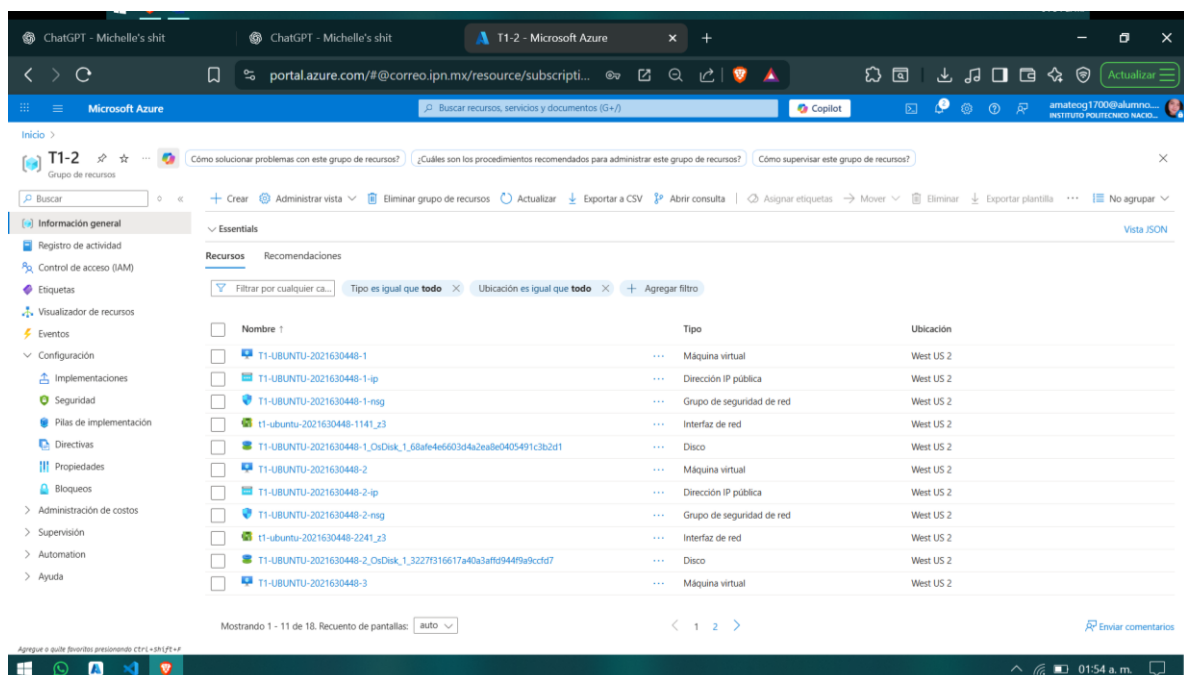 ChatGPT - Michelle's shit
ChatGPT - Michelle's shit
T1-2 - Microsoft Azure
portal.azure.com/#@correo.ipn.mx/resource/subscripti...
Actualizar
Microsoft Azure
Buscar recursos, servicios y documentos (G+/)
Copilot
amateog1700@alumno....
INSTITUTO POLITECNICO NACIO...
Inicio >
T1-2
Grupo de recursos
¿Cómo solucionar problemas con este grupo de recursos?
¿Cuáles son los procedimientos recomendados para administrar este grupo de recursos?
Cómo supervisar este grupo de recursos?
Buscar
Crear
Administrar vista
Eliminar grupo de recursos
Actualizar
Exportar a CSV
Abrir consulta
Asignar etiquetas
Mover
Eliminar
Exportar plantilla
No agrupar
Información general
Registro de actividad
Control de acceso (IAM)
Etiquetas
Visualizador de recursos
Eventos
Configuración
Implementaciones
Seguridad
Pilas de implementación
Directivas
Propiedades
Bloqueos
Administración de costos
Supervisión
Automation
Ayuda
Essentials
Vista JSON
Recursos
Recomendaciones
Filtrar por cualquier ca...
Tipo es igual que todo
Ubicación es igual que todo
Agregar filtro
Nombre ↑ Tipo Ubicación
T1-UBUNTU-2021630448-1 ... Máquina virtual West US 2
T1-UBUNTU-2021630448-1-ip ... Dirección IP pública West US 2
T1-UBUNTU-2021630448-1-nsg ... Grupo de seguridad de red West US 2
t1-ubuntu-2021630448-1141_z3 ... Interfaz de red West US 2
T1-UBUNTU-2021630448-1_OsDisk_1_68afe4e6603d4a2ea8e0405491c3b2d1 ... Disco West US 2
T1-UBUNTU-2021630448-2 ... Máquina virtual West US 2
T1-UBUNTU-2021630448-2-ip ... Dirección IP pública West US 2
T1-UBUNTU-2021630448-2-nsg ... Grupo de seguridad de red West US 2
t1-ubuntu-2021630448-2241_z3 ... Interfaz de red West US 2
T1-UBUNTU-2021630448-2_OsDisk_1_3227f316617a40a3affd944f9a9ccfd7 ... Disco West US 2
T1-UBUNTU-2021630448-3 ... Máquina virtual West US 2
Mostrando 1 - 11 de 18. Recuento de pantallas: auto
< 1 2 >
Enviar comentarios
Agregue o quite favoritos presionando Ctrl+Shift+F
01:54 a. m.